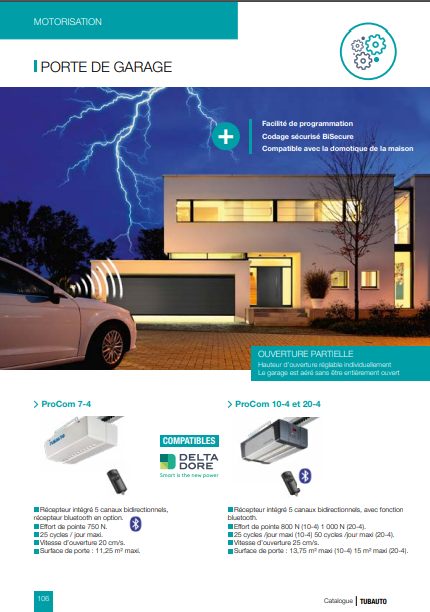 MOTORISATION
PORTE DE GARAGE
Facilité de programmation
Codage sécurisé BiSecure
Compatible avec la domotique de la maison
OUVERTURE PARTIELLE
Hauteur d'ouverture réglable individuellement
Le garage est aéré sans être entièrement ouvert
ProCom 7-4
ProCom 10-4 et 20-4
TUBAUTO
COMPATIBLES
DELTA
DORE
Smart is the new power
Récepteur intégré 5 canaux bidirectionnels,
récepteur bluetooth en option.
Effort de pointe 750 N.
25 cycles / jour maxi.
Vitesse d'ouverture 20 cm/s.
Surface de porte : 11,25 m² maxi.
Récepteur intégré 5 canaux bidirectionnels, avec fonction
bluetooth.
Effort de pointe 800 N (10-4) 1 000 N (20-4).
25 cycles /jour maxi (10-4) 50 cycles /jour maxi (20-4).
Vitesse d'ouverture 25 cm/s.
Surface de porte : 13,75 m² maxi (10-4) 15 m² maxi (20-4).
106
Catalogue | TUBAUTO